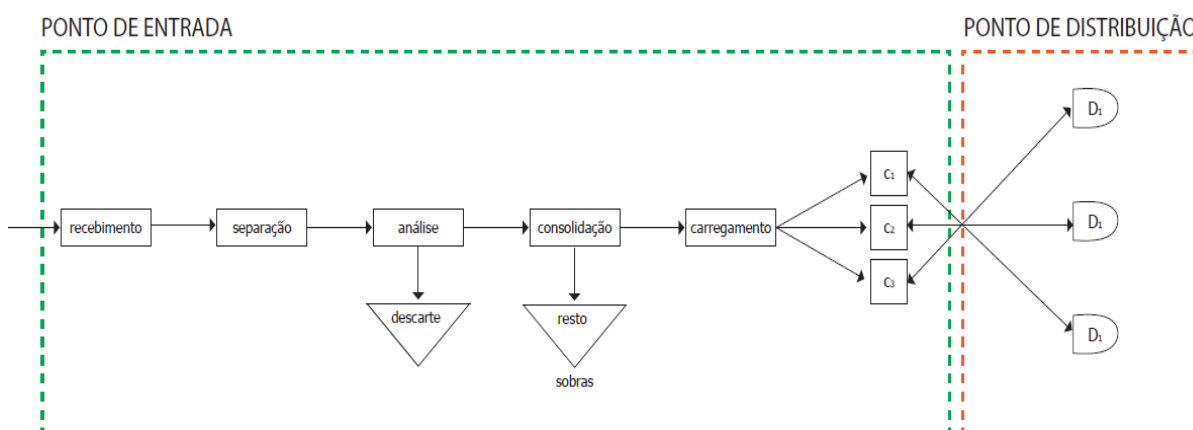 PONTO DE ENTRADA
PONTO DE DISTRIBUIÇÃO
recebimento
separação
análise
consolidação
carregamento
C₁
C₂
C₃
D₁
D₁
D₁
descarte
resto
sobras